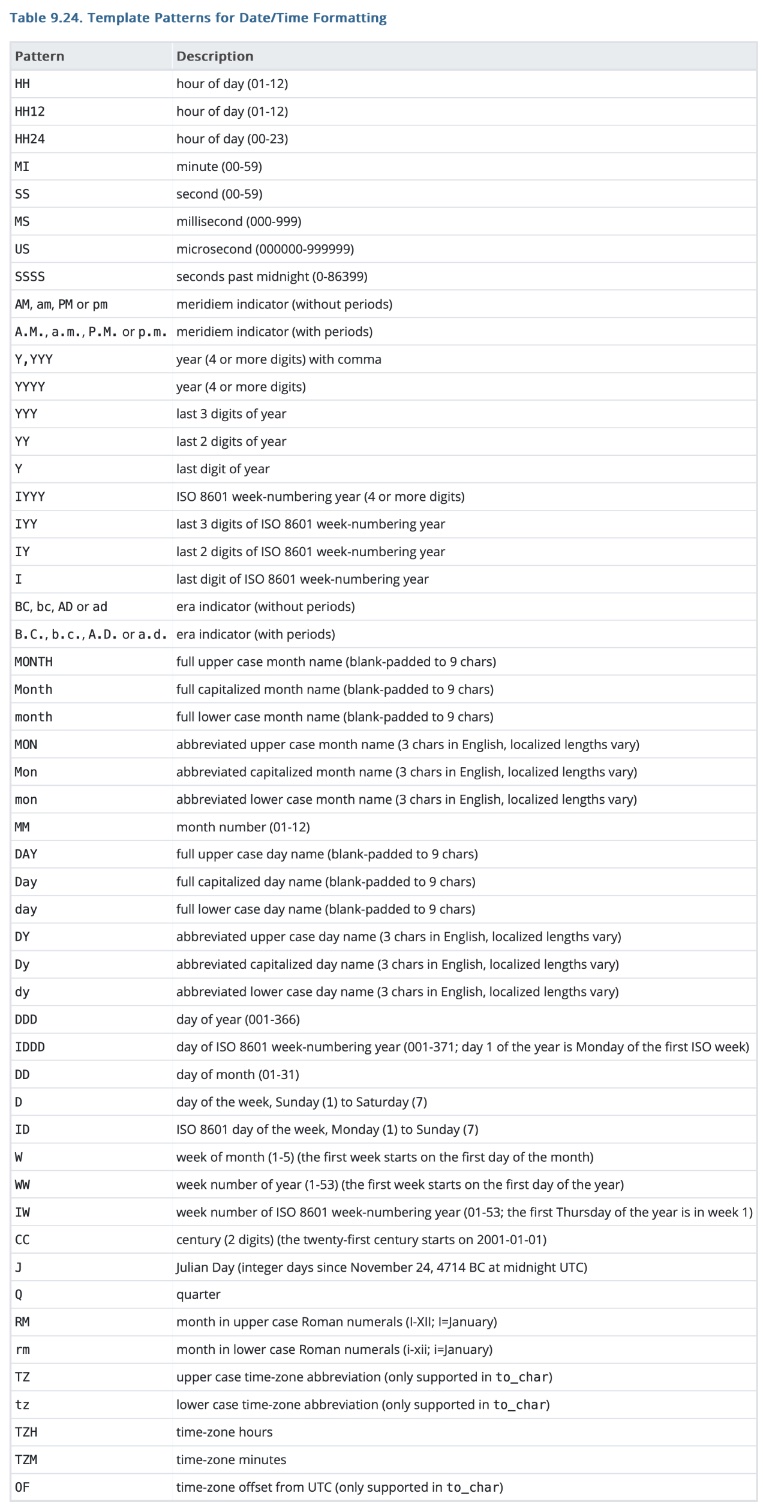 Table 9.24. Template Patterns for Date/Time Formatting
Pattern Description
HH hour of day (01-12)
HH12 hour of day (01-12)
HH24 hour of day (00-23)
MI minute (00-59)
SS second (00-59)
MS millisecond (000-999)
US microsecond (000000-999999)
SSSS seconds past midnight (0-86399)
AM, am, PM or pm meridiem indicator (without periods)
A.M., a.m., P.M. or p.m. meridiem indicator (with periods)
Y,YYY year (4 or more digits) with comma
YYYY year (4 or more digits)
YYY last 3 digits of year
YY last 2 digits of year
Y last digit of year
IYYY ISO 8601 week-numbering year (4 or more digits)
IYY last 3 digits of ISO 8601 week-numbering year
IY last 2 digits of ISO 8601 week-numbering year
I last digit of ISO 8601 week-numbering year
BC, bc, AD or ad era indicator (without periods)
B.C., b.c., A.D. or a.d. era indicator (with periods)
MONTH full upper case month name (blank-padded to 9 chars)
Month full capitalized month name (blank-padded to 9 chars)
month full lower case month name (blank-padded to 9 chars)
MON abbreviated upper case month name (3 chars in English, localized lengths vary)
Mon abbreviated capitalized month name (3 chars in English, localized lengths vary)
mon abbreviated lower case month name (3 chars in English, localized lengths vary)
MM month number (01-12)
DAY full upper case day name (blank-padded to 9 chars)
Day full capitalized day name (blank-padded to 9 chars)
day full lower case day name (blank-padded to 9 chars)
DY abbreviated upper case day name (3 chars in English, localized lengths vary)
Dy abbreviated capitalized day name (3 chars in English, localized lengths vary)
dy abbreviated lower case day name (3 chars in English, localized lengths vary)
DDD day of year (001-366)
IDDD day of ISO 8601 week-numbering year (001-371; day 1 of the year is Monday of the first ISO week)
DD day of month (01-31)
D day of the week, Sunday (1) to Saturday (7)
ID ISO 8601 day of the week, Monday (1) to Sunday (7)
W week of month (1-5) (the first week starts on the first day of the month)
WW week number of year (1-53) (the first week starts on the first day of the year)
IW week number of ISO 8601 week-numbering year (01-53; the first Thursday of the year is in week 1)
CC century (2 digits) (the twenty-first century starts on 2001-01-01)
J Julian Day (integer days since November 24, 4714 BC at midnight UTC)
Q quarter
RM month in upper case Roman numerals (I-XII; I=January)
rm month in lower case Roman numerals (i-xii; i=January)
TZ upper case time-zone abbreviation (only supported in to_char)
tz lower case time-zone abbreviation (only supported in to_char)
TZH time-zone hours
TZM time-zone minutes
OF time-zone offset from UTC (only supported in to_char)